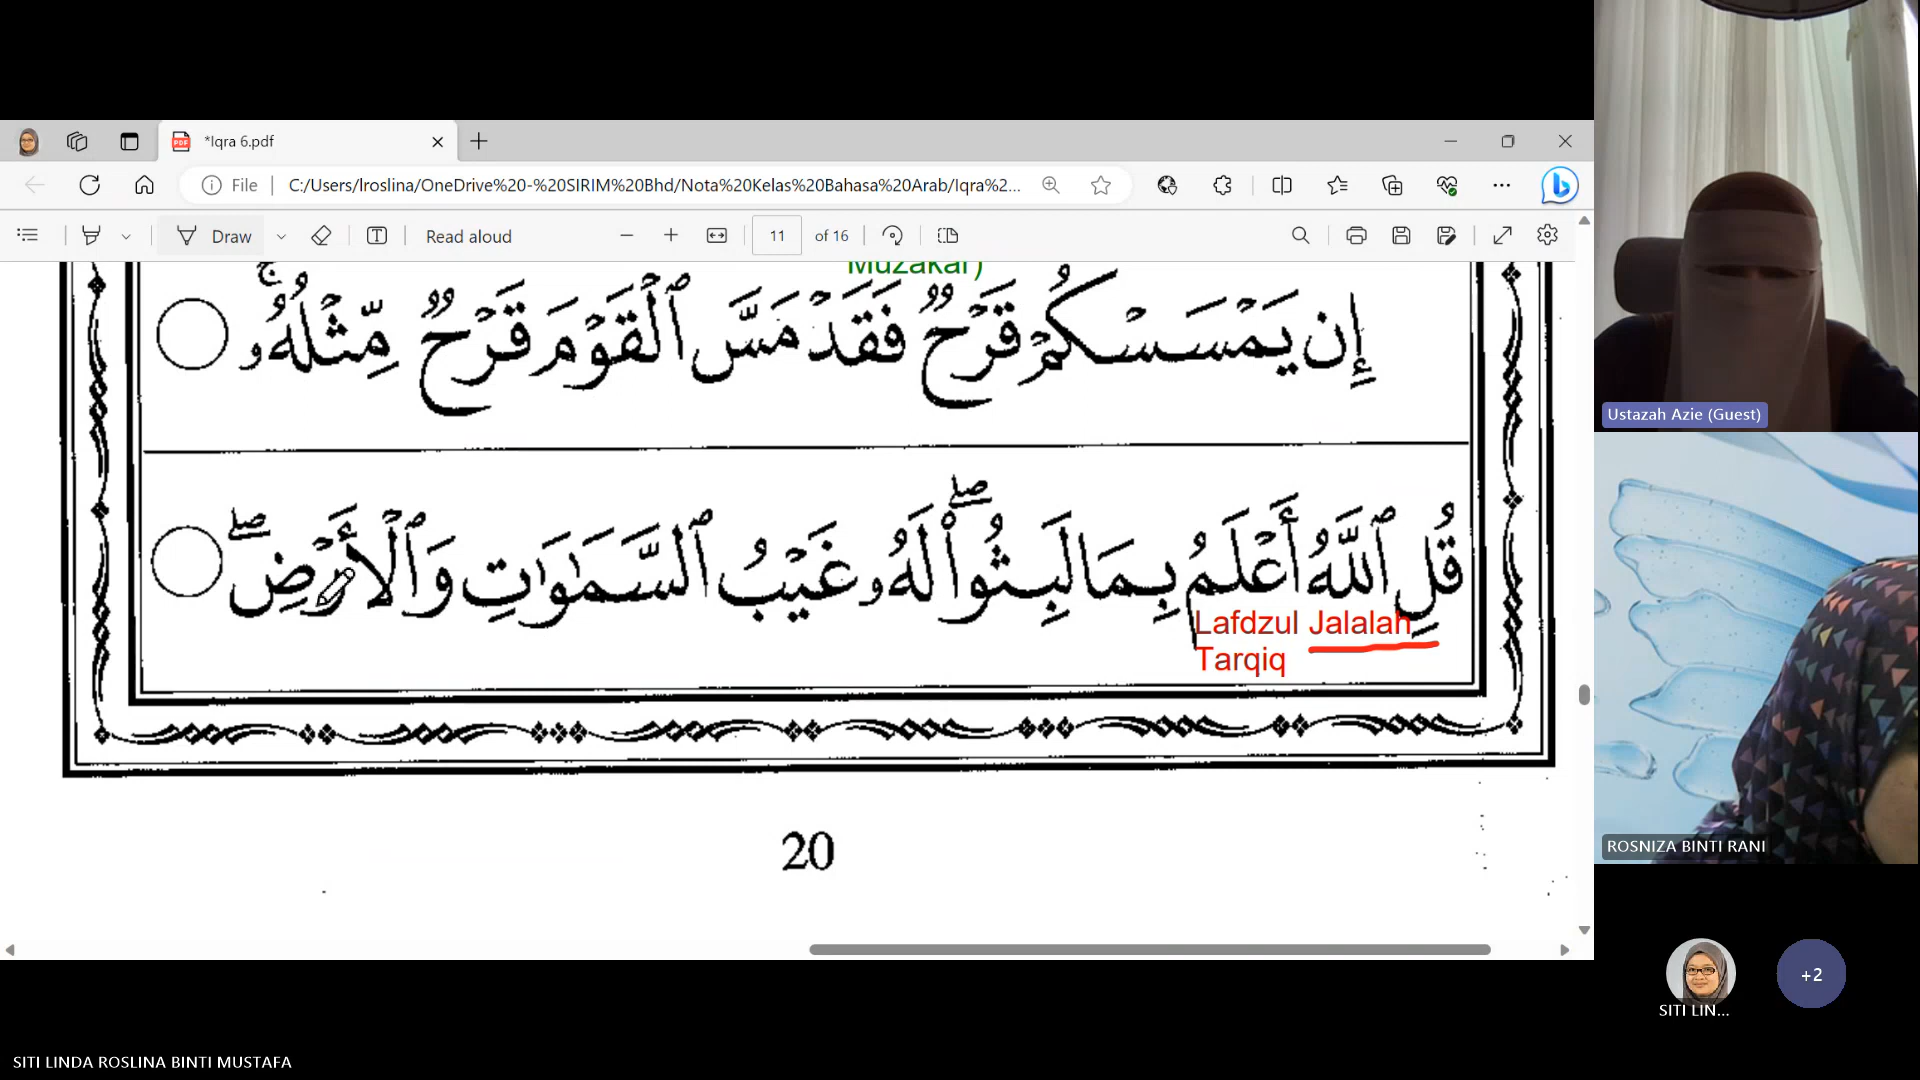 *Iqra 6.pdf
File
C:/Users/lroslina/OneDrive%20-%20SIRIM%20Bhd/Nota%20Kelas%20Bahasa%20Arab/Iqra%2...
Draw
Read aloud
11 of 16
Muzakar)
إِن يَمْسَسْكُمْ قَرْحٌ فَقَدْ مَسَّ ٱلْقَوْمَ قَرْحٌ مِّثْلُهُۥ ۚ
قُلِ ٱللَّهُ أَعْلَمُ بِمَا لَبِثُوا۟ ۖ لَهُۥ غَيْبُ ٱلسَّمَـٰوَٰتِ وَٱلْأَرْضِ ۖ
Lafdzul Jalalah
Tarqiq
20
Ustazah Azie (Guest)
ROSNIZA BINTI RANI
+2
SITI LIN...
SITI LINDA ROSLINA BINTI MUSTAFA